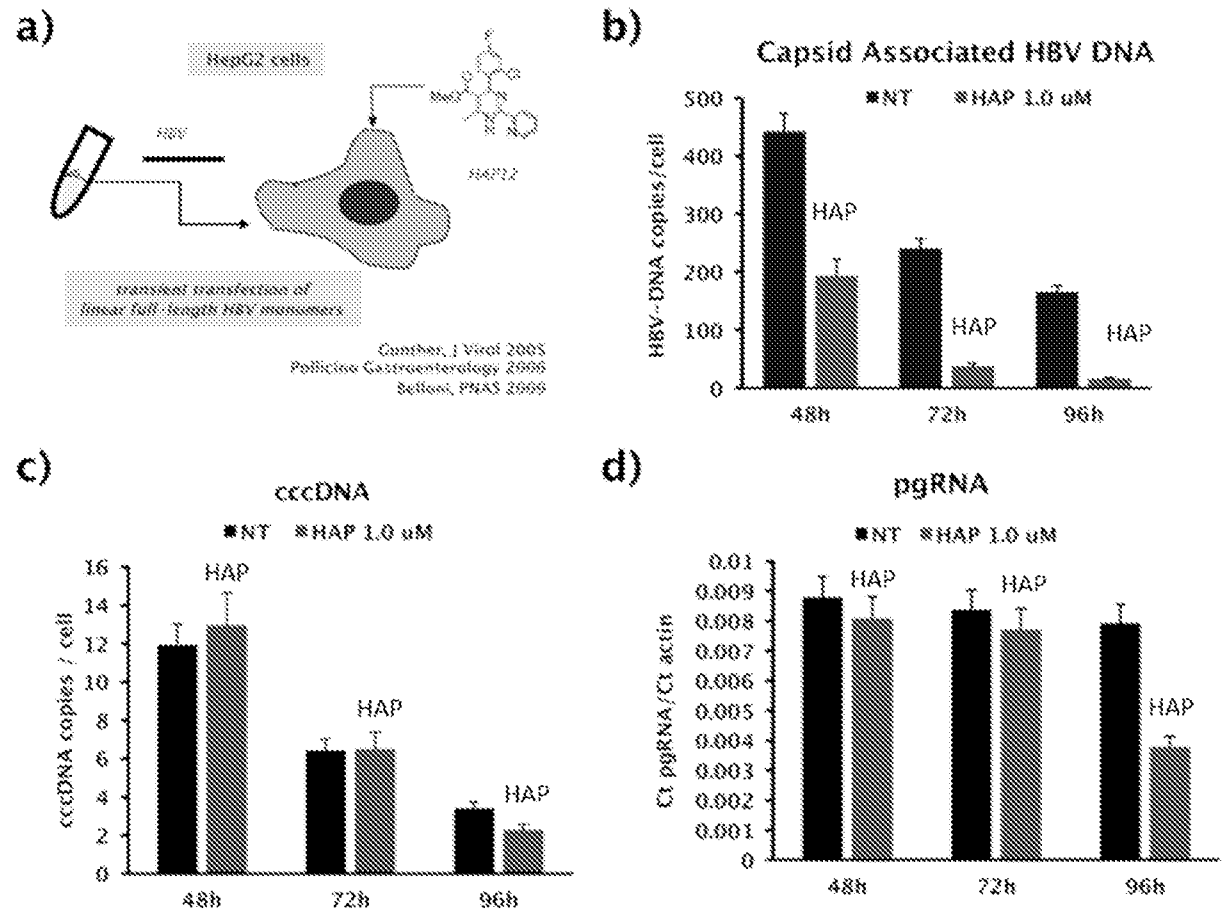 a)
HepG2 cells
F
Cl
O
MeO
N
N
H
N
HBV
HAP12
transient transfection of
linear full-length HBV monomers
Gunther, J Virol 2005
Pollicino Gastroenterology 2006
Belloni, PNAS 2009
b)
Capsid Associated HBV DNA
NT HAP 1.0 uM
HBV-DNA copies/cell
500
400
300
200
100
0
HAP
HAP
HAP
48h 72h 96h
c)
cccDNA
NT HAP 1.0 uM
cccDNA copies / cell
16
14
12
10
8
6
4
2
0
HAP
HAP
HAP
48h 72h 96h
d)
pgRNA
NT HAP 1.0 uM
Ct pgRNA/Ct actin
0.01
0.009
0.008
0.007
0.006
0.005
0.004
0.003
0.002
0.001
0
HAP
HAP
HAP
48h 72h 96h